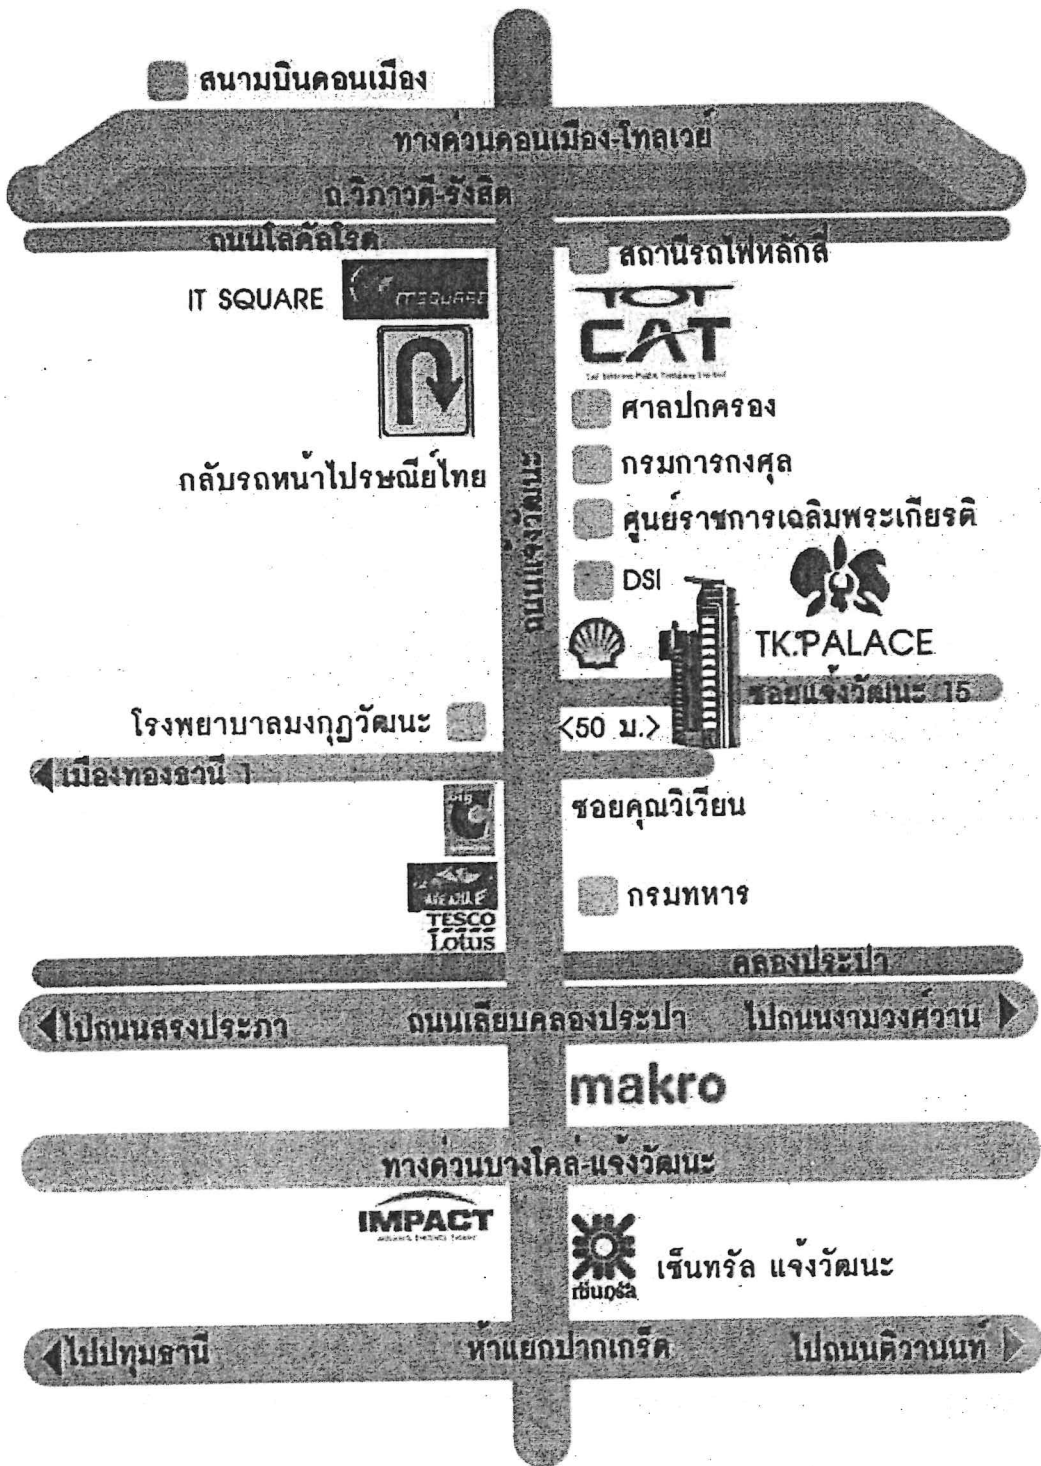 สนามบินดอนเมือง
ทางด่วนดอนเมือง-โทลเวย์
ถ.วิภาวดี-รังสิต
ถนนโลคัลโรด
สถานีรถไฟหลักสี่
IT SQUARE
ITSQUARE
TOT
CAT
ศาลปกครอง
กลับรถหน้าไปรษณีย์ไทย
กรมการกงศุล
ถนนแจ้งวัฒนะ
ศูนย์ราชการเฉลิมพระเกียรติ
DSI
TK.PALACE
ซอยแจ้งวัฒนะ 15
โรงพยาบาลมงกุฎวัฒนะ
<50 ม.>
เมืองทองธานี 1
Big C
ซอยคุณวิเวียน
AVENUE
กรมทหาร
TESCO
Lotus
คลองประปา
ไปถนนสรงประภา ถนนเลียบคลองประปา ไปถนนงามวงศ์วาน
makro
ทางด่วนบางโคล่-แจ้งวัฒนะ
IMPACT
เซ็นทรัล
เซ็นทรัล แจ้งวัฒนะ
ไปปทุมธานี ห้าแยกปากเกร็ด ไปถนนติวานนท์